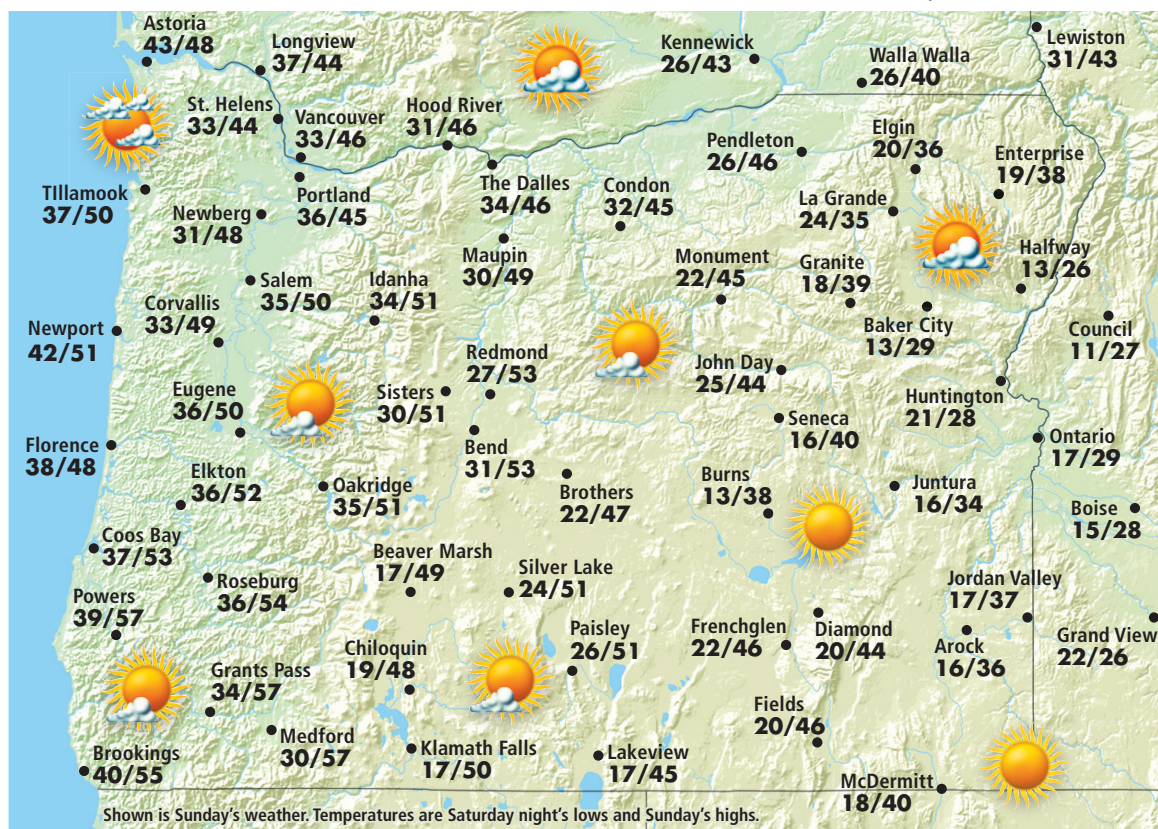 Astoria
43/48
Longview
37/44
Kennewick
26/43
Walla Walla
26/40
Lewiston
31/43
St. Helens
33/44
Vancouver
33/46
Hood River
31/46
Pendleton
26/46
Elgin
20/36
Enterprise
19/38
TIllamook
37/50
Newberg
31/48
Portland
36/45
The Dalles
34/46
Condon
32/45
La Grande
24/35
Maupin
30/49
Monument
22/45
Granite
18/39
Halfway
13/26
Salem
35/50
Idanha
34/51
Corvallis
33/49
Newport
42/51
Baker City
13/29
Council
11/27
Redmond
27/53
John Day
25/44
Eugene
36/50
Sisters
30/51
Huntington
21/28
Seneca
16/40
Florence
38/48
Bend
31/53
Ontario
17/29
Elkton
36/52
Oakridge
35/51
Brothers
22/47
Burns
13/38
Juntura
16/34
Boise
15/28
Coos Bay
37/53
Beaver Marsh
17/49
Silver Lake
24/51
Roseburg
36/54
Jordan Valley
17/37
Powers
39/57
Paisley
26/51
Frenchglen
22/46
Diamond
20/44
Arock
16/36
Grand View
22/26
Chiloquin
19/48
Grants Pass
34/57
Fields
20/46
Medford
30/57
Klamath Falls
17/50
Lakeview
17/45
Brookings
40/55
McDermitt
18/40
Shown is Sunday's weather. Temperatures are Saturday night's lows and Sunday's highs.